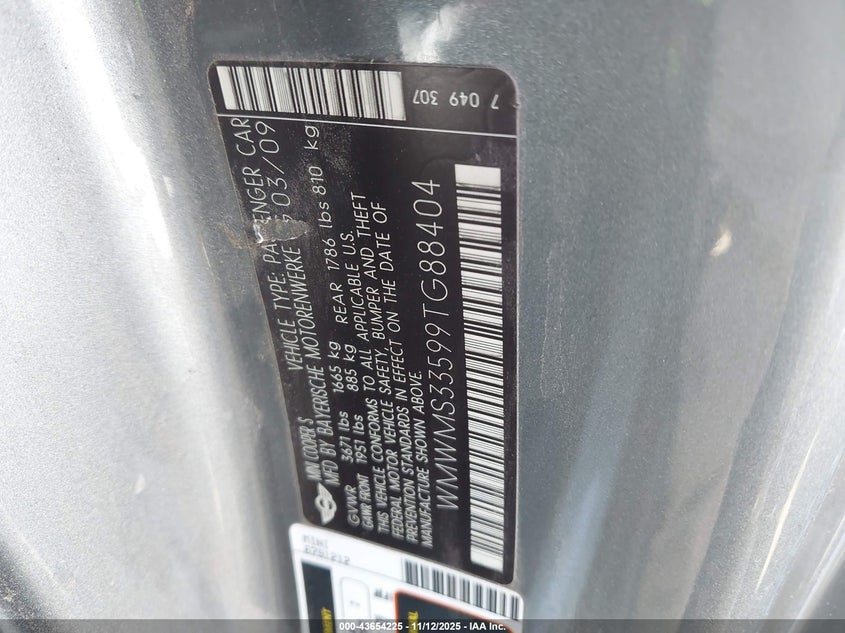 7 049 307
MINI COOPER S VEHICLE TYPE: PASSENGER CAR
MFD BY BAYERISCHE MOTORENWERKE 03/09
GVWR 3671 lbs 1665 kg REAR 1786 lbs 810 kg
GAWR FRONT 1951 lbs 885 kg
THIS VEHICLE CONFORMS TO ALL APPLICABLE U.S.
FEDERAL MOTOR VEHICLE SAFETY, BUMPER AND THEFT
PREVENTION STANDARDS IN EFFECT ON THE DATE OF
MANUFACTURE SHOWN ABOVE.
WMWMS33599TG88404
MINI
000-43654225 - 11/12/2025 - IAA Inc.